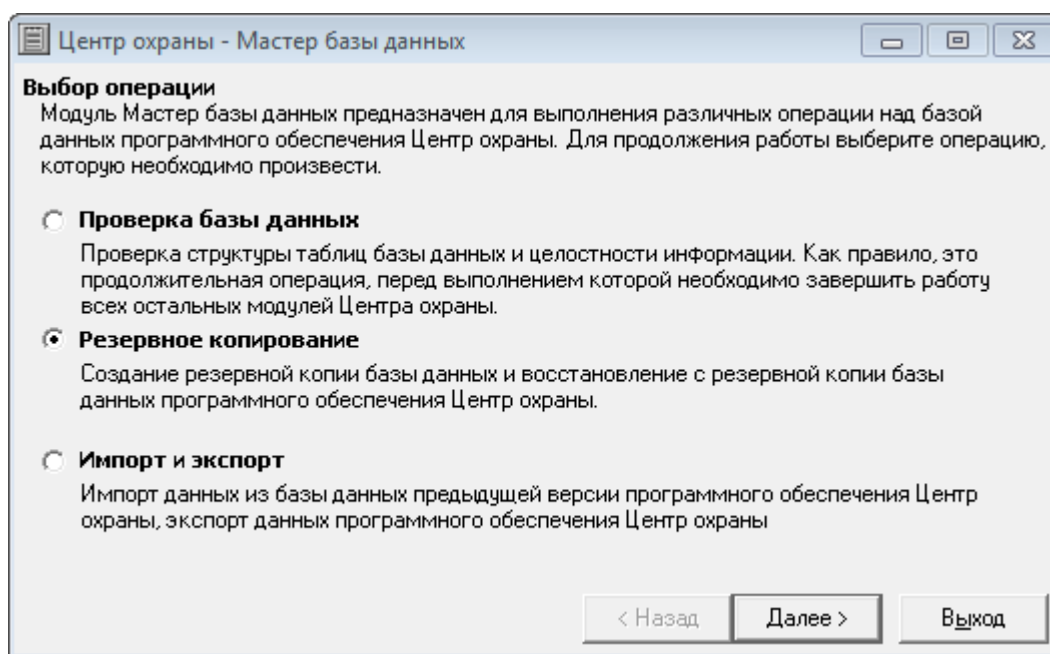 Центр охраны - Мастер базы данных
Выбор операции
Модуль Мастер базы данных предназначен для выполнения различных операции над базой
данных программного обеспечения Центр охраны. Для продолжения работы выберите операцию,
которую необходимо произвести.
Проверка базы данных
Проверка структуры таблиц базы данных и целостности информации. Как правило, это
продолжительная операция, перед выполнением которой необходимо завершить работу
всех остальных модулей Центра охраны.
Резервное копирование
Создание резервной копии базы данных и восстановление с резервной копии базы
данных программного обеспечения Центр охраны.
Импорт и экспорт
Импорт данных из базы данных предыдущей версии программного обеспечения Центр
охраны, экспорт данных программного обеспечения Центр охраны
< Назад Далее > Выход